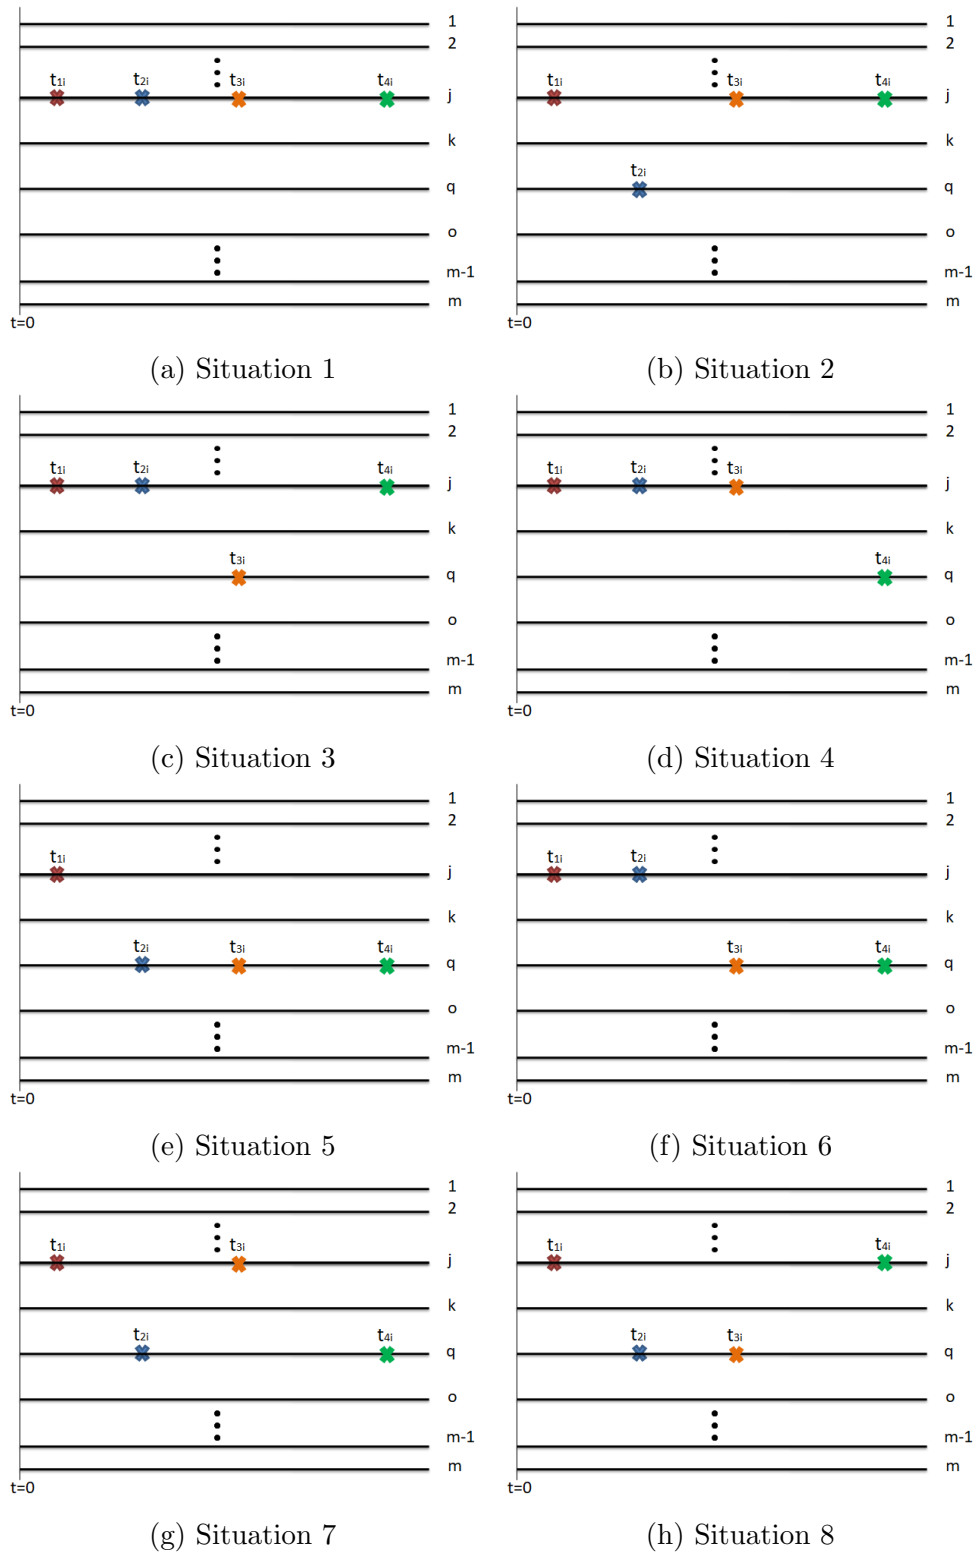 1
2
t1i t2i t3i t4i j
k
q
o
m-1
m
t=0
(a) Situation 1
1
2
t1i t3i t4i j
k
t2i q
o
m-1
m
t=0
(b) Situation 2
1
2
t1i t2i t4i j
k
t3i q
o
m-1
m
t=0
(c) Situation 3
1
2
t1i t2i t3i j
k
t4i q
o
m-1
m
t=0
(d) Situation 4
1
2
t1i j
k
t2i t3i t4i q
o
m-1
m
t=0
(e) Situation 5
1
2
t1i t2i j
k
t3i t4i q
o
m-1
m
t=0
(f) Situation 6
1
2
t1i t3i j
k
t2i t4i q
o
m-1
m
t=0
(g) Situation 7
1
2
t1i t4i j
k
t2i t3i q
o
m-1
m
t=0
(h) Situation 8